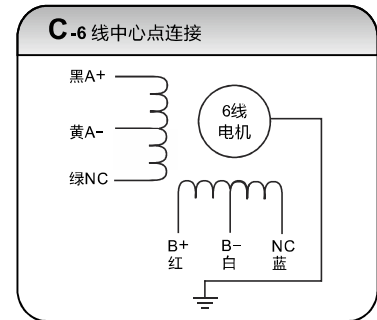 C-6 线中心点连接
黑A+
黄A-
绿NC
6线
电机
B+ B- NC
红 白 蓝